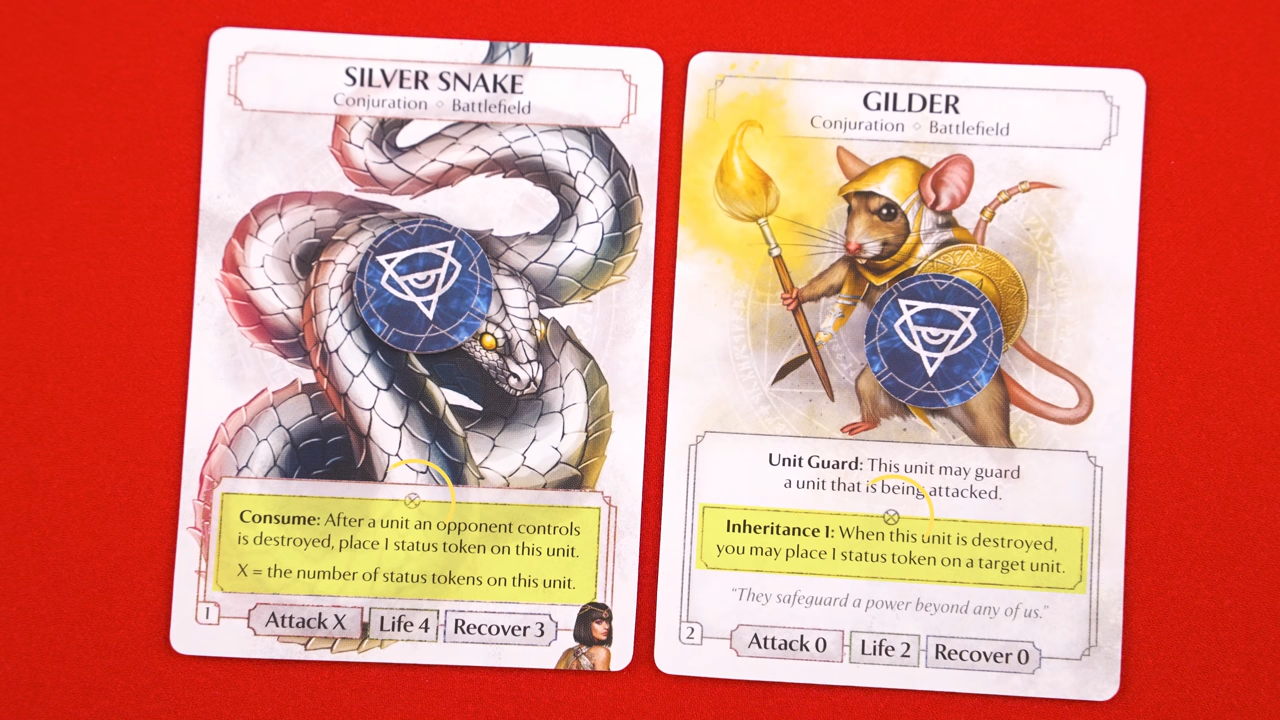 SILVER SNAKE
Conjuration ◇ Battlefield
Consume: After a unit an opponent controls
is destroyed, place 1 status token on this unit.
X = the number of status tokens on this unit.
1
Attack X
Life 4
Recover 3
GILDER
Conjuration ◇ Battlefield
Unit Guard: This unit may guard
a unit that is being attacked.
Inheritance 1: When this unit is destroyed,
you may place 1 status token on a target unit.
"They safeguard a power beyond any of us."
2
Attack 0
Life 2
Recover 0